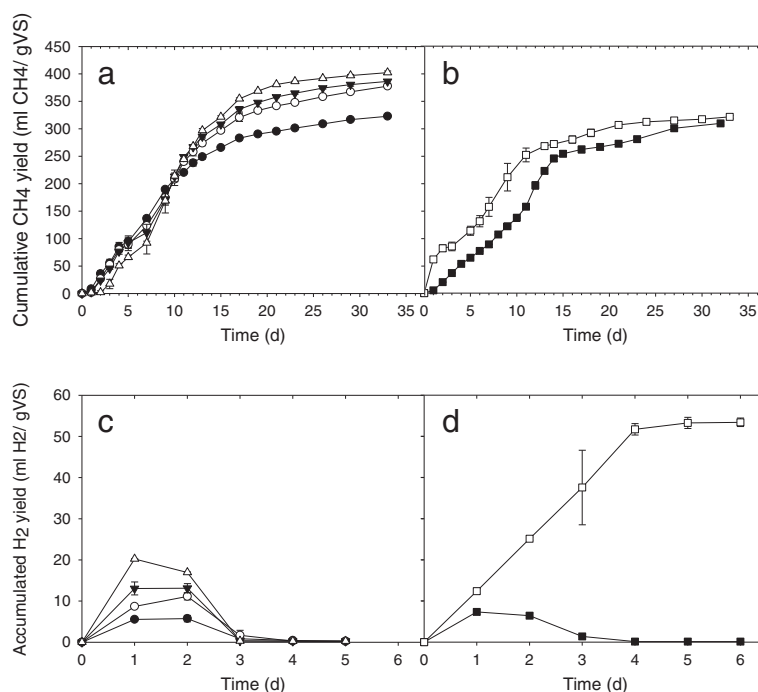 Cumulative CH4 yield (ml CH4/ gVS)
450
400
350
300
250
200
150
100
50
0
a
0 5 10 15 20 25 30 35
Time (d)
b
0 5 10 15 20 25 30 35
Time (d)
Accumulated H2 yield (ml H2/ gVS)
60
50
40
30
20
10
0
c
0 1 2 3 4 5 6
Time (d)
d
0 1 2 3 4 5 6
Time (d)